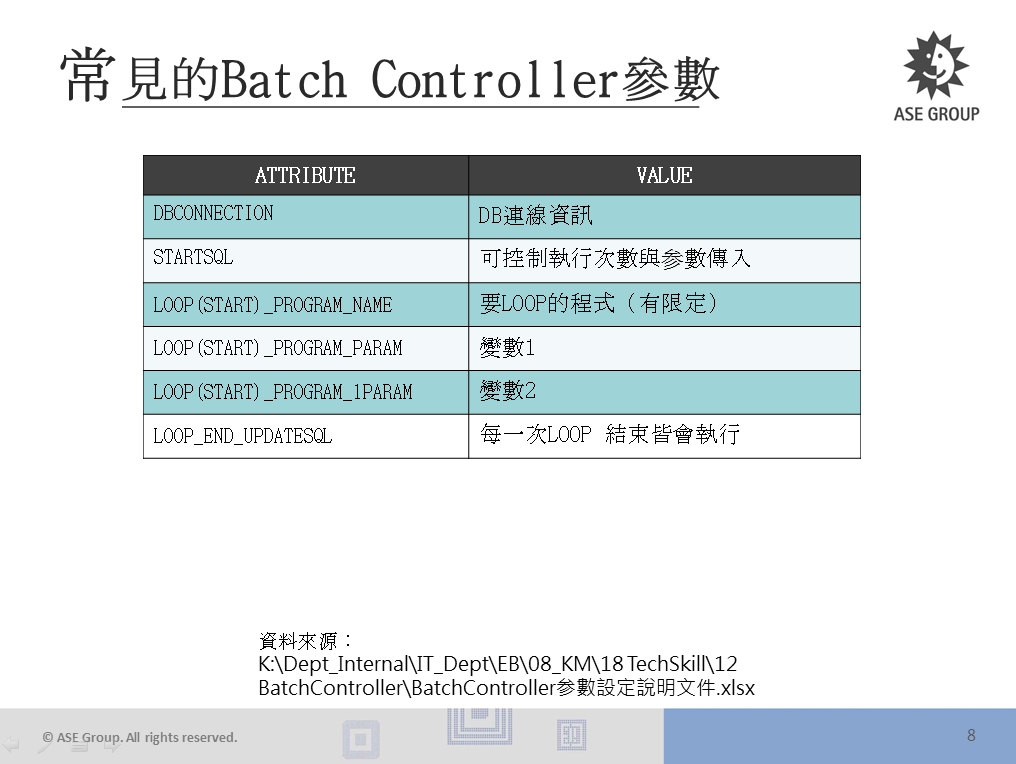 常見的Batch Controller參數
ASE GROUP
ATTRIBUTE VALUE
DBCONNECTION DB連線資訊
STARTSQL 可控制執行次數與參數傳入
LOOP(START)_PROGRAM_NAME 要LOOP的程式（有限定）
LOOP(START)_PROGRAM_PARAM 變數1
LOOP(START)_PROGRAM_1PARAM 變數2
LOOP_END_UPDATESQL 每一次LOOP 結束皆會執行
資料來源：
K:\Dept_Internal\IT_Dept\EB\08_KM\18 TechSkill\12
BatchController\BatchController參數設定說明文件.xlsx
© ASE Group. All rights reserved.
8